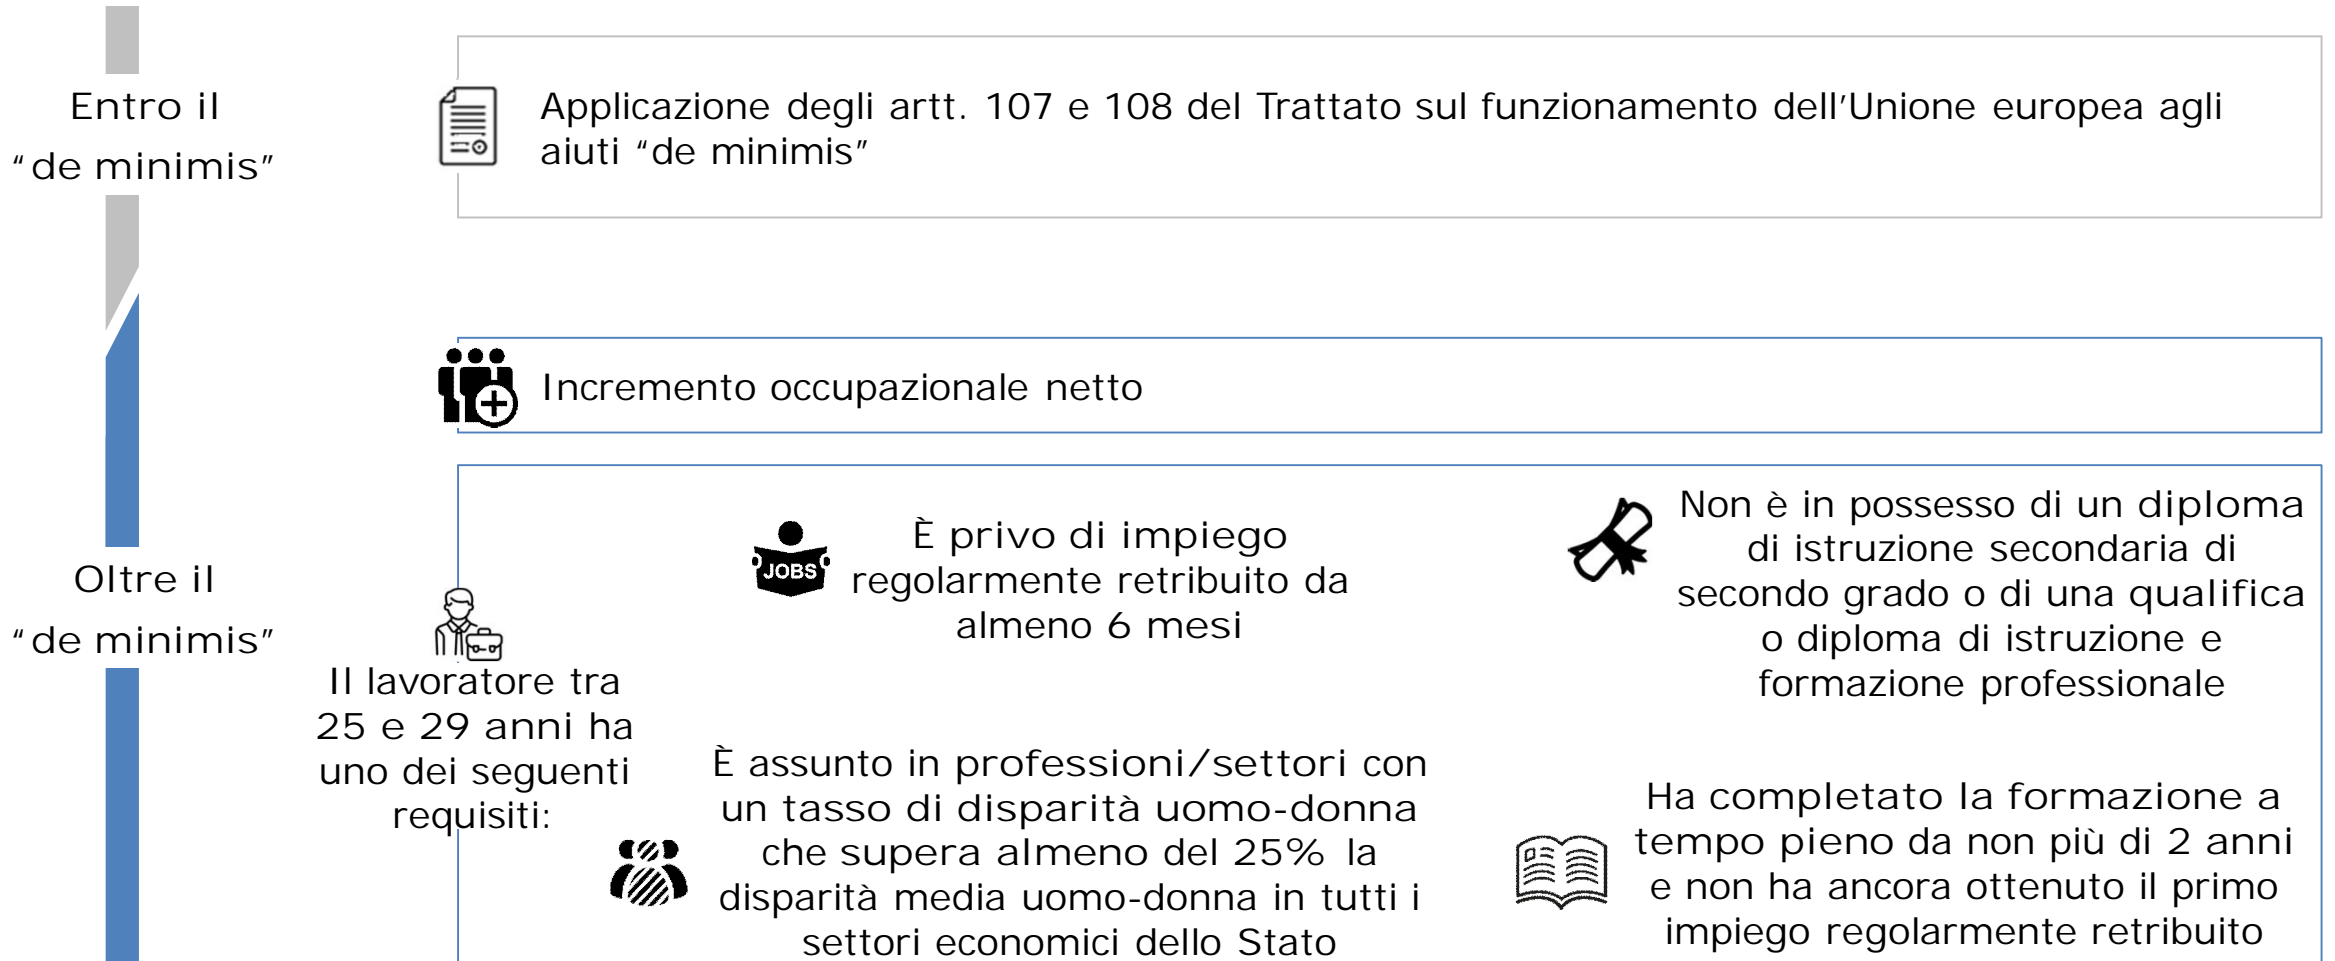 Entro il
“de minimis”
Applicazione degli artt. 107 e 108 del Trattato sul funzionamento dell’Unione europea agli
aiuti “de minimis”
Incremento occupazionale netto
Oltre il
“de minimis”
Il lavoratore tra
25 e 29 anni ha
uno dei seguenti
requisiti:
JOBS
È privo di impiego
regolarmente retribuito da
almeno 6 mesi
Non è in possesso di un diploma
di istruzione secondaria di
secondo grado o di una qualifica
o diploma di istruzione e
formazione professionale
È assunto in professioni/settori con
un tasso di disparità uomo-donna
che supera almeno del 25% la
disparità media uomo-donna in tutti i
settori economici dello Stato
Ha completato la formazione a
tempo pieno da non più di 2 anni
e non ha ancora ottenuto il primo
impiego regolarmente retribuito